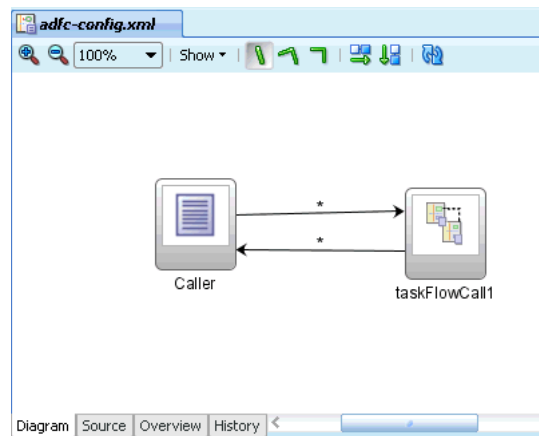 adfc-config.xml
100% Show
*
*
Caller
taskFlowCall1
Diagram Source Overview History